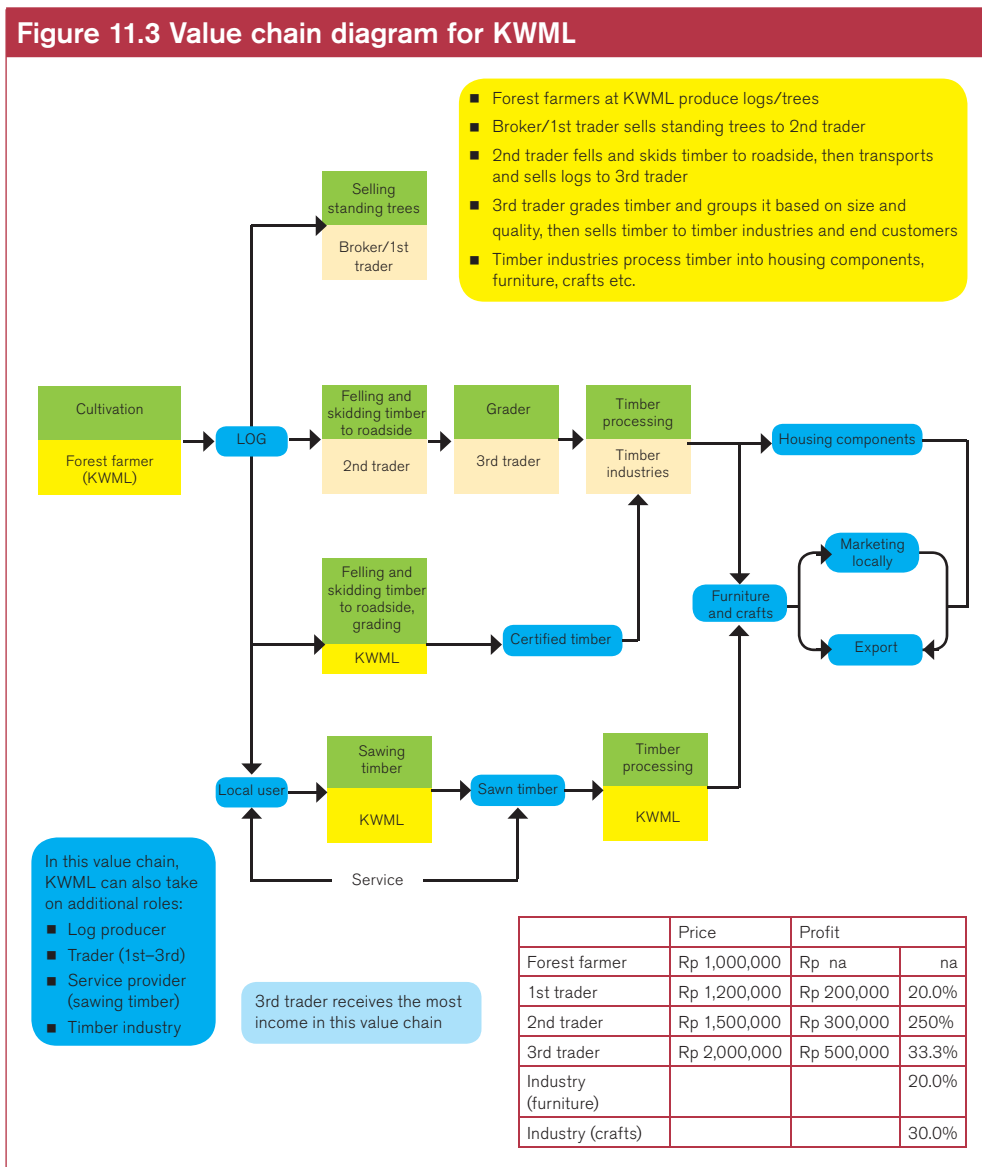 Figure 11.3 Value chain diagram for KWML
■ Forest farmers at KWML produce logs/trees
■ Broker/1st trader sells standing trees to 2nd trader
■ 2nd trader fells and skids timber to roadside, then transports
and sells logs to 3rd trader
■ 3rd trader grades timber and groups it based on size and
quality, then sells timber to timber industries and end customers
■ Timber industries process timber into housing components,
furniture, crafts etc.
Selling
standing trees
Broker/1st
trader
Cultivation
Forest farmer
(KWML)
LOG
Felling and
skidding timber
to roadside
2nd trader
Grader
3rd trader
Timber
processing
Timber
industries
Housing components
Marketing
locally
Furniture
and crafts
Export
Felling and
skidding timber
to roadside,
grading
KWML
Certified timber
Local user
Sawing
timber
KWML
Sawn timber
Timber
processing
KWML
Service
In this value chain,
KWML can also take
on additional roles:
■ Log producer
■ Trader (1st–3rd)
■ Service provider
(sawing timber)
■ Timber industry
3rd trader receives the most
income in this value chain
Price Profit
Forest farmer Rp 1,000,000 Rp na na
1st trader Rp 1,200,000 Rp 200,000 20.0%
2nd trader Rp 1,500,000 Rp 300,000 250%
3rd trader Rp 2,000,000 Rp 500,000 33.3%
Industry
(furniture) 20.0%
Industry (crafts) 30.0%